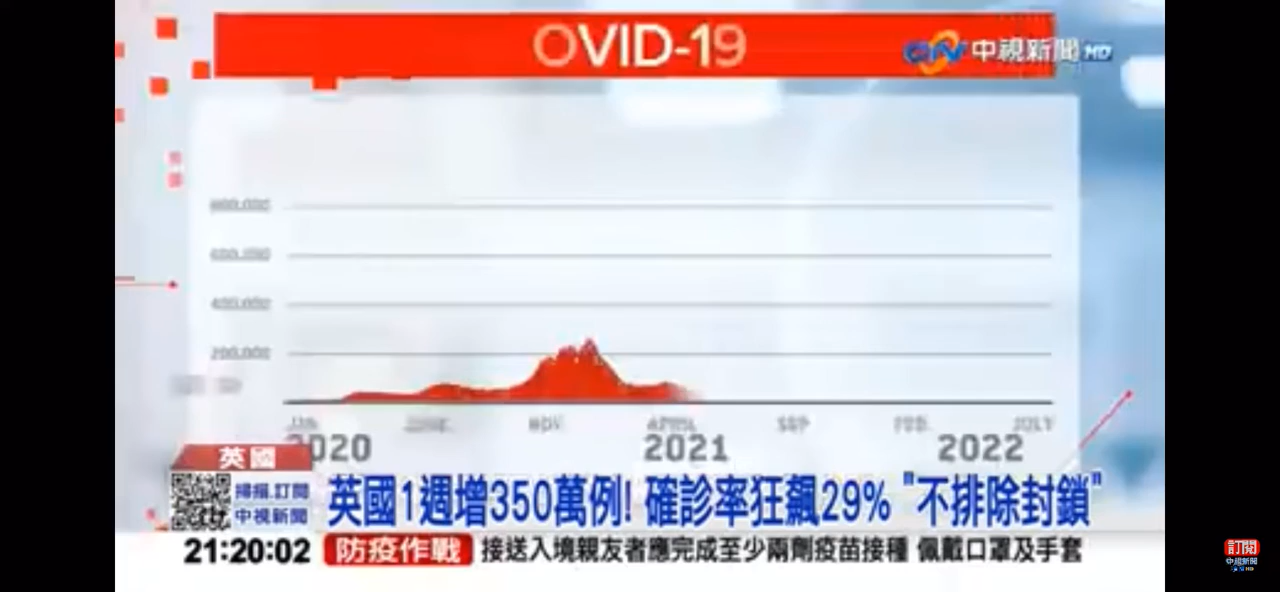 OVID-19
中視新聞HD
800,000
600,000
400,000
200,000
JUNE NOV APRIL SEP FEB JULY
2020 2021 2022
英國
掃描.訂閱
中視新聞
英國1週增350萬例! 確診率狂飆29% "不排除封鎖"
21:20:02 防疫作戰 接送入境親友者應完成至少兩劑疫苗接種 佩戴口罩及手套
訂閱
中視新聞